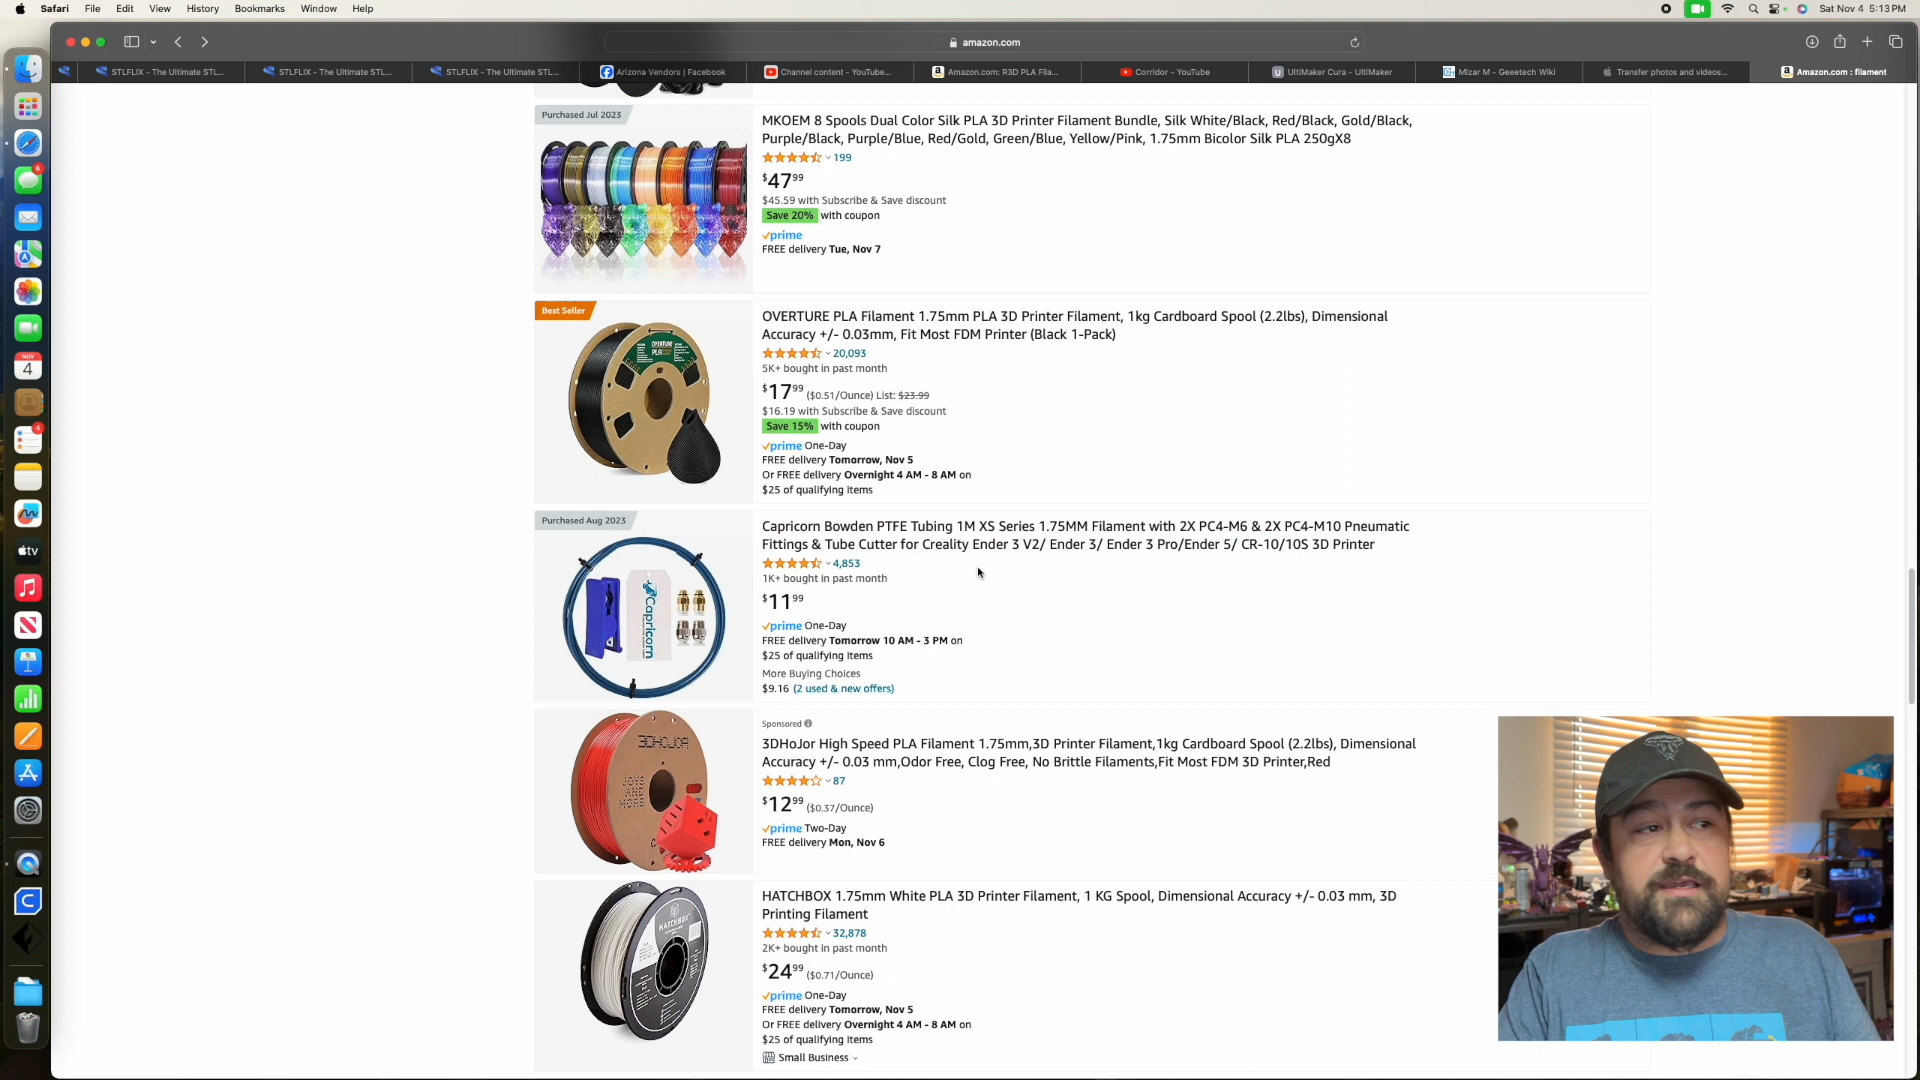 Safari File Edit View History Bookmarks Window Help
Sat Nov 4 5:13 PM
amazon.com
STLFLIX - The Ultimate STL...
STLFLIX - The Ultimate STL...
STLFLIX - The Ultimate STL...
Arizona Vendors | Facebook
Channel content - YouTube...
Amazon.com: R3D PLA Fila...
Corridor - YouTube
UltiMaker Cura - UltiMaker
Mizar M - Geeetech Wiki
Transfer photos and videos...
Amazon.com : filament
Purchased Jul 2023
MKOEM 8 Spools Dual Color Silk PLA 3D Printer Filament Bundle, Silk White/Black, Red/Black, Gold/Black,
Purple/Black, Purple/Blue, Red/Gold, Green/Blue, Yellow/Pink, 1.75mm Bicolor Silk PLA 250gX8
199
$47 99
$45.59 with Subscribe & Save discount
Save 20% with coupon
prime
FREE delivery Tue, Nov 7
Best Seller
OVERTURE
PLA
OVERTURE PLA Filament 1.75mm PLA 3D Printer Filament, 1kg Cardboard Spool (2.2lbs), Dimensional
Accuracy +/- 0.03mm, Fit Most FDM Printer (Black 1-Pack)
20,093
5K+ bought in past month
$17 99 ($0.51/Ounce) List: $23.99
$16.19 with Subscribe & Save discount
Save 15% with coupon
prime One-Day
FREE delivery Tomorrow, Nov 5
Or FREE delivery Overnight 4 AM - 8 AM on
$25 of qualifying items
Purchased Aug 2023
Capricorn
Capricorn Bowden PTFE Tubing 1M XS Series 1.75MM Filament with 2X PC4-M6 & 2X PC4-M10 Pneumatic
Fittings & Tube Cutter for Creality Ender 3 V2/ Ender 3/ Ender 3 Pro/Ender 5/ CR-10/10S 3D Printer
4,853
1K+ bought in past month
$11 99
prime One-Day
FREE delivery Tomorrow 10 AM - 3 PM on
$25 of qualifying items
More Buying Choices
$9.16 (2 used & new offers)
3DHOJOR
JOYS
AND
MORE
Sponsored
3DHoJor High Speed PLA Filament 1.75mm,3D Printer Filament,1kg Cardboard Spool (2.2lbs), Dimensional
Accuracy +/- 0.03 mm,Odor Free, Clog Free, No Brittle Filaments,Fit Most FDM 3D Printer,Red
87
$12 99 ($0.37/Ounce)
prime Two-Day
FREE delivery Mon, Nov 6
HATCHBOX
HATCHBOX 1.75mm White PLA 3D Printer Filament, 1 KG Spool, Dimensional Accuracy +/- 0.03 mm, 3D
Printing Filament
32,878
2K+ bought in past month
$24 99 ($0.71/Ounce)
prime One-Day
FREE delivery Tomorrow, Nov 5
Or FREE delivery Overnight 4 AM - 8 AM on
$25 of qualifying items
Small Business
6
NOV
4
4
tv